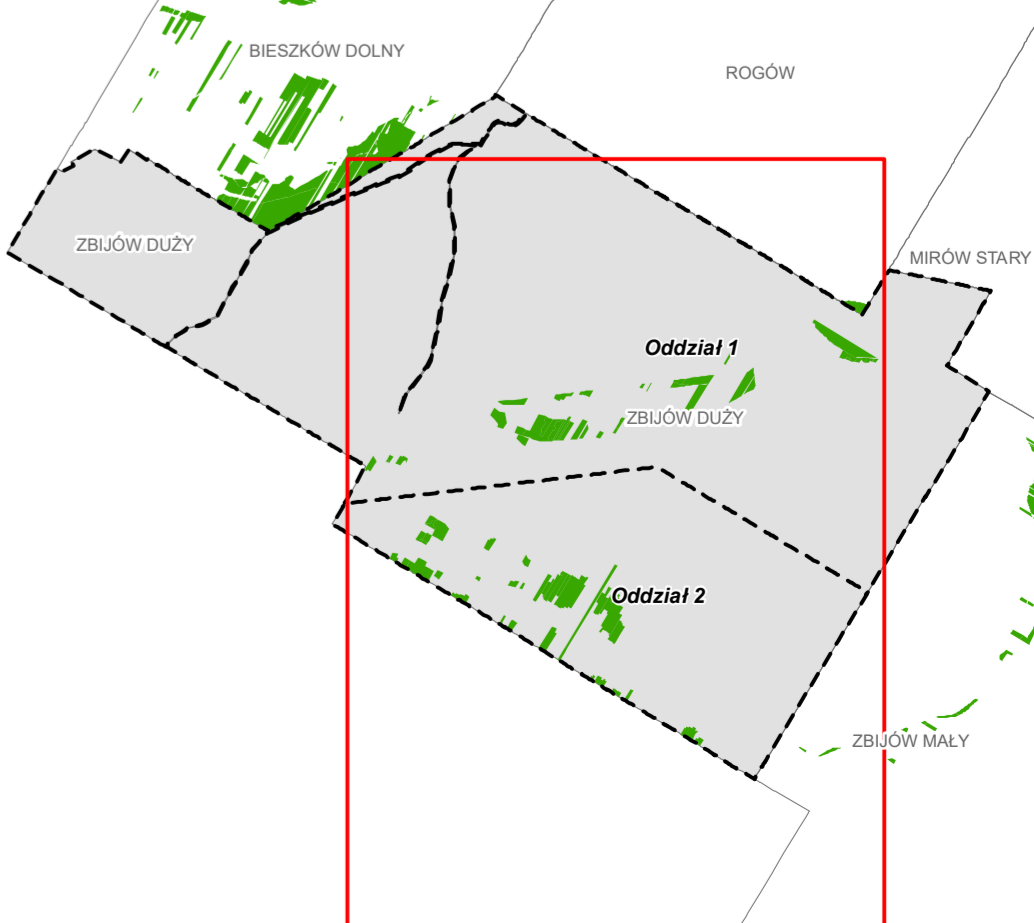 BIESZKÓW DOLNY
ROGÓW
ZBIJÓW DUŻY
MIRÓW STARY
Oddział 1
ZBIJÓW DUŻY
Oddział 2
ZBIJÓW MAŁY